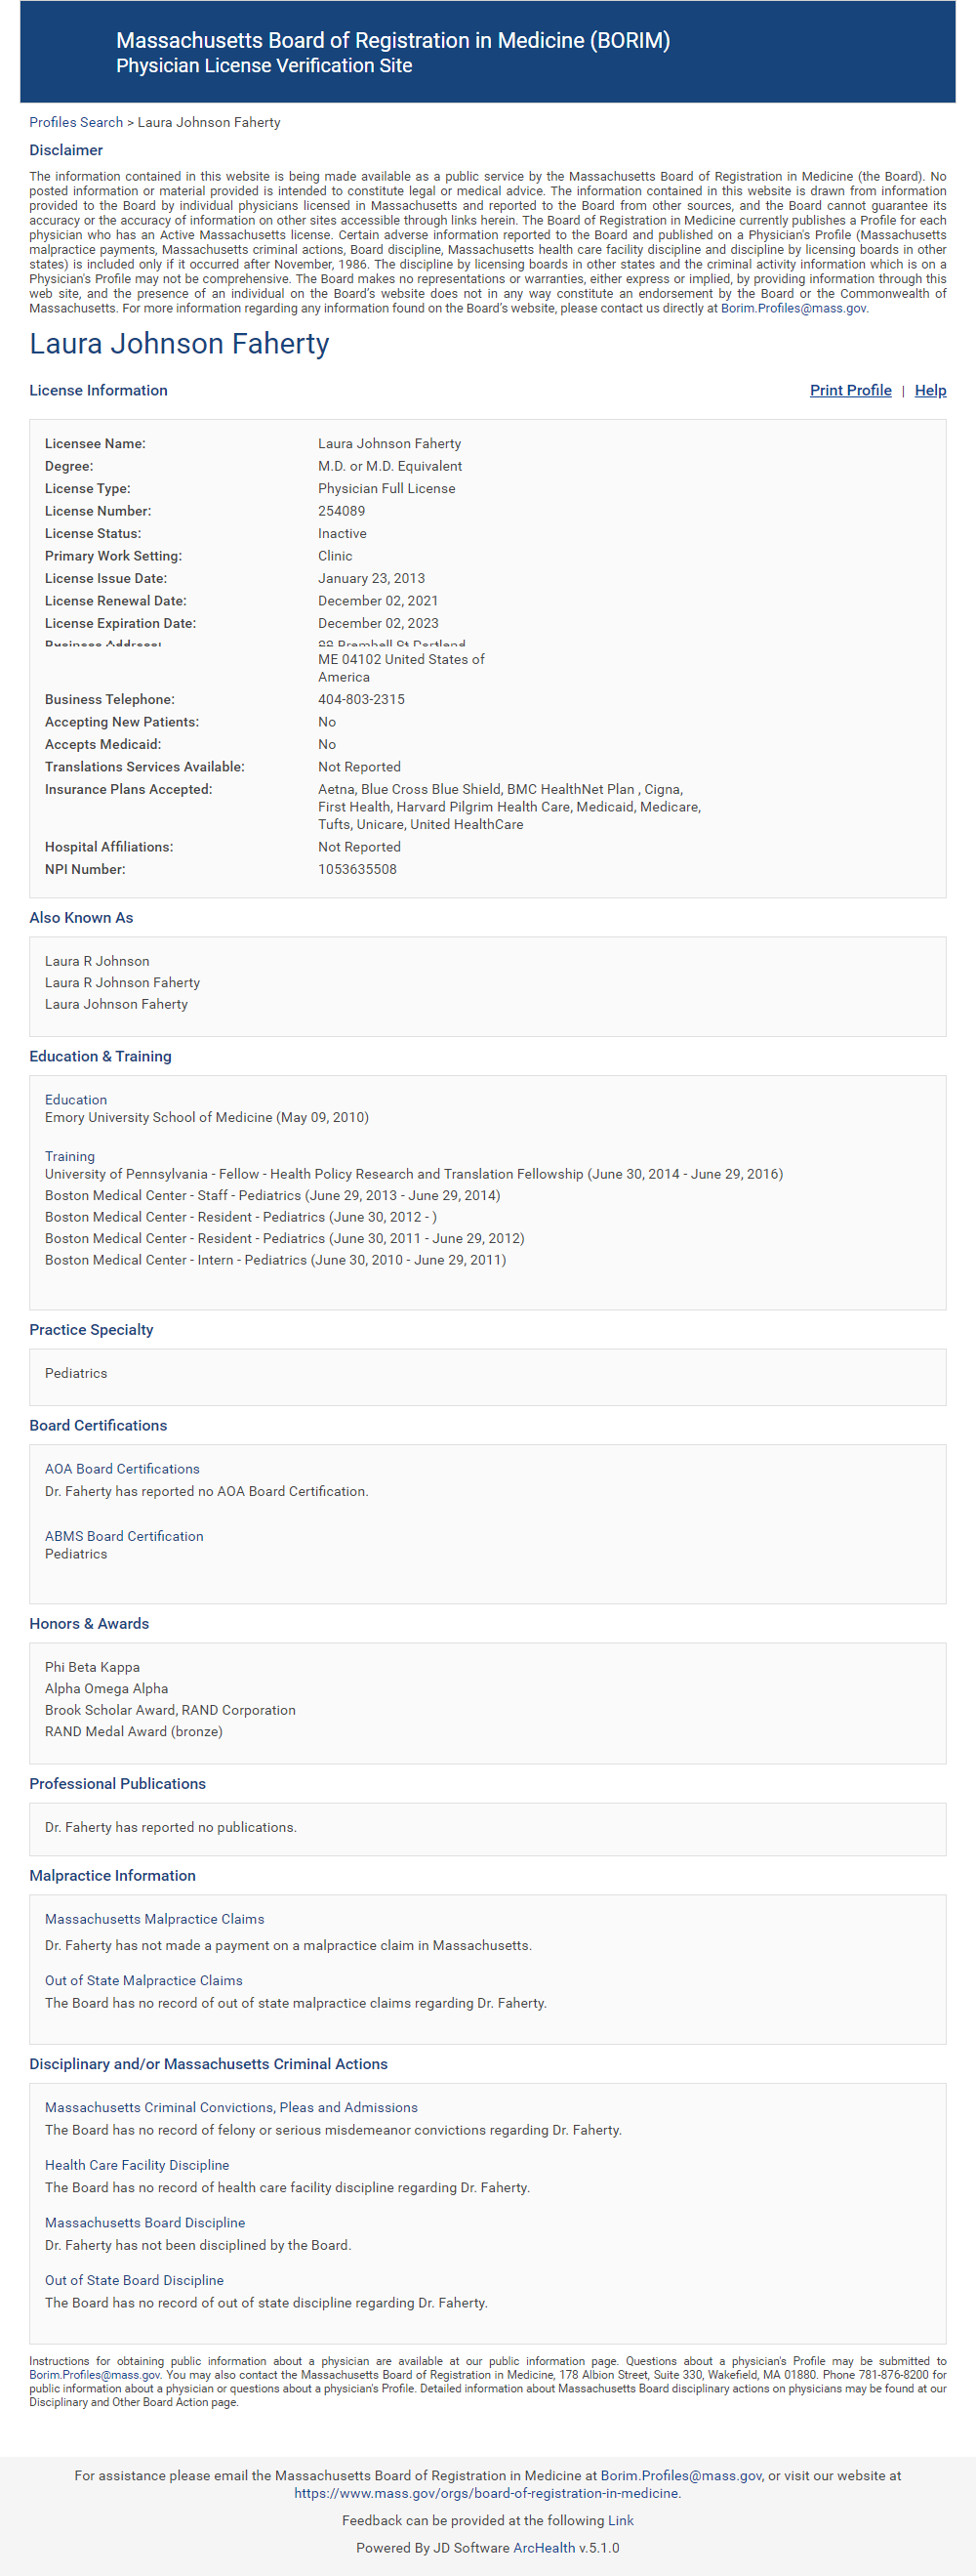 Massachusetts Board of Registration in Medicine (BORIM)
Physician License Verification Site
Profiles Search > Laura Johnson Faherty
Disclaimer
The information contained in this website is being made available as a public service by the Massachusetts Board of Registration in Medicine (the Board). No
posted information or material provided is intended to constitute legal or medical advice. The information contained in this website is drawn from information
provided to the Board by individual physicians licensed in Massachusetts and reported to the Board from other sources, and the Board cannot guarantee its
accuracy or the accuracy of information on other sites accessible through links herein. The Board of Registration in Medicine currently publishes a Profile for each
physician who has an Active Massachusetts license. Certain adverse information reported to the Board and published on a Physician's Profile (Massachusetts
malpractice payments, Massachusetts criminal actions, Board discipline, Massachusetts health care facility discipline and discipline by licensing boards in other
states) is included only if it occurred after November, 1986. The discipline by licensing boards in other states and the criminal activity information which is on a
Physician's Profile may not be comprehensive. The Board makes no representations or warranties, either express or implied, by providing information through this
web site, and the presence of an individual on the Board's website does not in any way constitute an endorsement by the Board or the Commonwealth of
Massachusetts. For more information regarding any information found on the Board's website, please contact us directly at Borim.Profiles@mass.gov.
Laura Johnson Faherty
License Information Print Profile | Help
Licensee Name: Laura Johnson Faherty
Degree: M.D. or M.D. Equivalent
License Type: Physician Full License
License Number: 254089
License Status: Inactive
Primary Work Setting: Clinic
License Issue Date: January 23, 2013
License Renewal Date: December 02, 2021
License Expiration Date: December 02, 2023
Business Address: Bramhall St Portland
ME 04102 United States of
America
Business Telephone: 404-803-2315
Accepting New Patients: No
Accepts Medicaid: No
Translations Services Available: Not Reported
Insurance Plans Accepted: Aetna, Blue Cross Blue Shield, BMC HealthNet Plan , Cigna,
First Health, Harvard Pilgrim Health Care, Medicaid, Medicare,
Tufts, Unicare, United HealthCare
Hospital Affiliations: Not Reported
NPI Number: 1053635508
Also Known As
Laura R Johnson
Laura R Johnson Faherty
Laura Johnson Faherty
Education & Training
Education
Emory University School of Medicine (May 09, 2010)
Training
University of Pennsylvania - Fellow - Health Policy Research and Translation Fellowship (June 30, 2014 - June 29, 2016)
Boston Medical Center - Staff - Pediatrics (June 29, 2013 - June 29, 2014)
Boston Medical Center - Resident - Pediatrics (June 30, 2012 - )
Boston Medical Center - Resident - Pediatrics (June 30, 2011 - June 29, 2012)
Boston Medical Center - Intern - Pediatrics (June 30, 2010 - June 29, 2011)
Practice Specialty
Pediatrics
Board Certifications
AOA Board Certifications
Dr. Faherty has reported no AOA Board Certification.
ABMS Board Certification
Pediatrics
Honors & Awards
Phi Beta Kappa
Alpha Omega Alpha
Brook Scholar Award, RAND Corporation
RAND Medal Award (bronze)
Professional Publications
Dr. Faherty has reported no publications.
Malpractice Information
Massachusetts Malpractice Claims
Dr. Faherty has not made a payment on a malpractice claim in Massachusetts.
Out of State Malpractice Claims
The Board has no record of out of state malpractice claims regarding Dr. Faherty.
Disciplinary and/or Massachusetts Criminal Actions
Massachusetts Criminal Convictions, Pleas and Admissions
The Board has no record of felony or serious misdemeanor convictions regarding Dr. Faherty.
Health Care Facility Discipline
The Board has no record of health care facility discipline regarding Dr. Faherty.
Massachusetts Board Discipline
Dr. Faherty has not been disciplined by the Board.
Out of State Board Discipline
The Board has no record of out of state discipline regarding Dr. Faherty.
Instructions for obtaining public information about a physician are available at our public information page. Questions about a physician's Profile may be submitted to
Borim.Profiles@mass.gov. You may also contact the Massachusetts Board of Registration in Medicine, 178 Albion Street, Suite 330, Wakefield, MA 01880. Phone 781-876-8200 for
public information about a physician or questions about a physician's Profile. Detailed information about Massachusetts Board disciplinary actions on physicians may be found at our
Disciplinary and Other Board Action page.
For assistance please email the Massachusetts Board of Registration in Medicine at Borim.Profiles@mass.gov, or visit our website at
https://www.mass.gov/orgs/board-of-registration-in-medicine.
Feedback can be provided at the following Link
Powered By JD Software ArcHealth v.5.1.0